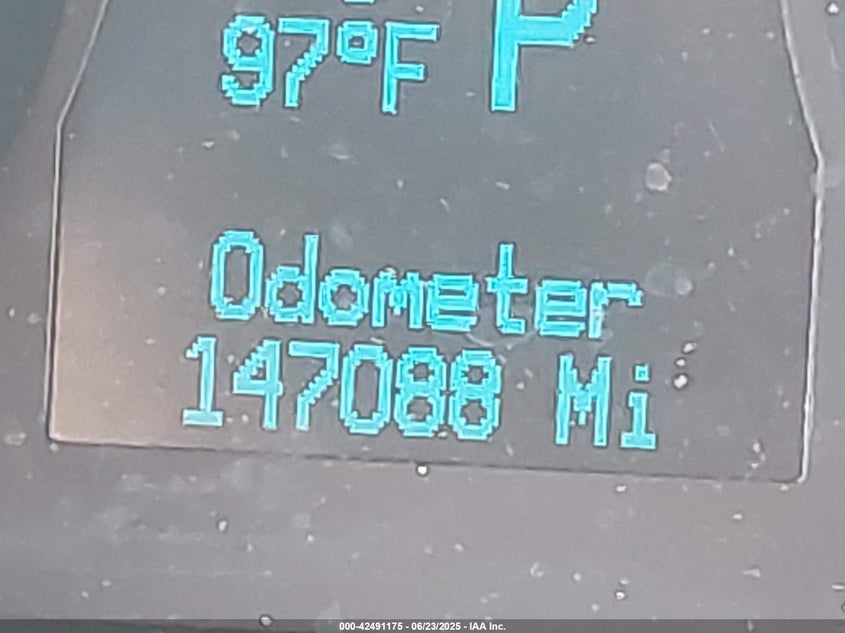 97°F P
Odometer
147088 Mi
000-42491175 - 06/23/2025 - IAA Inc.